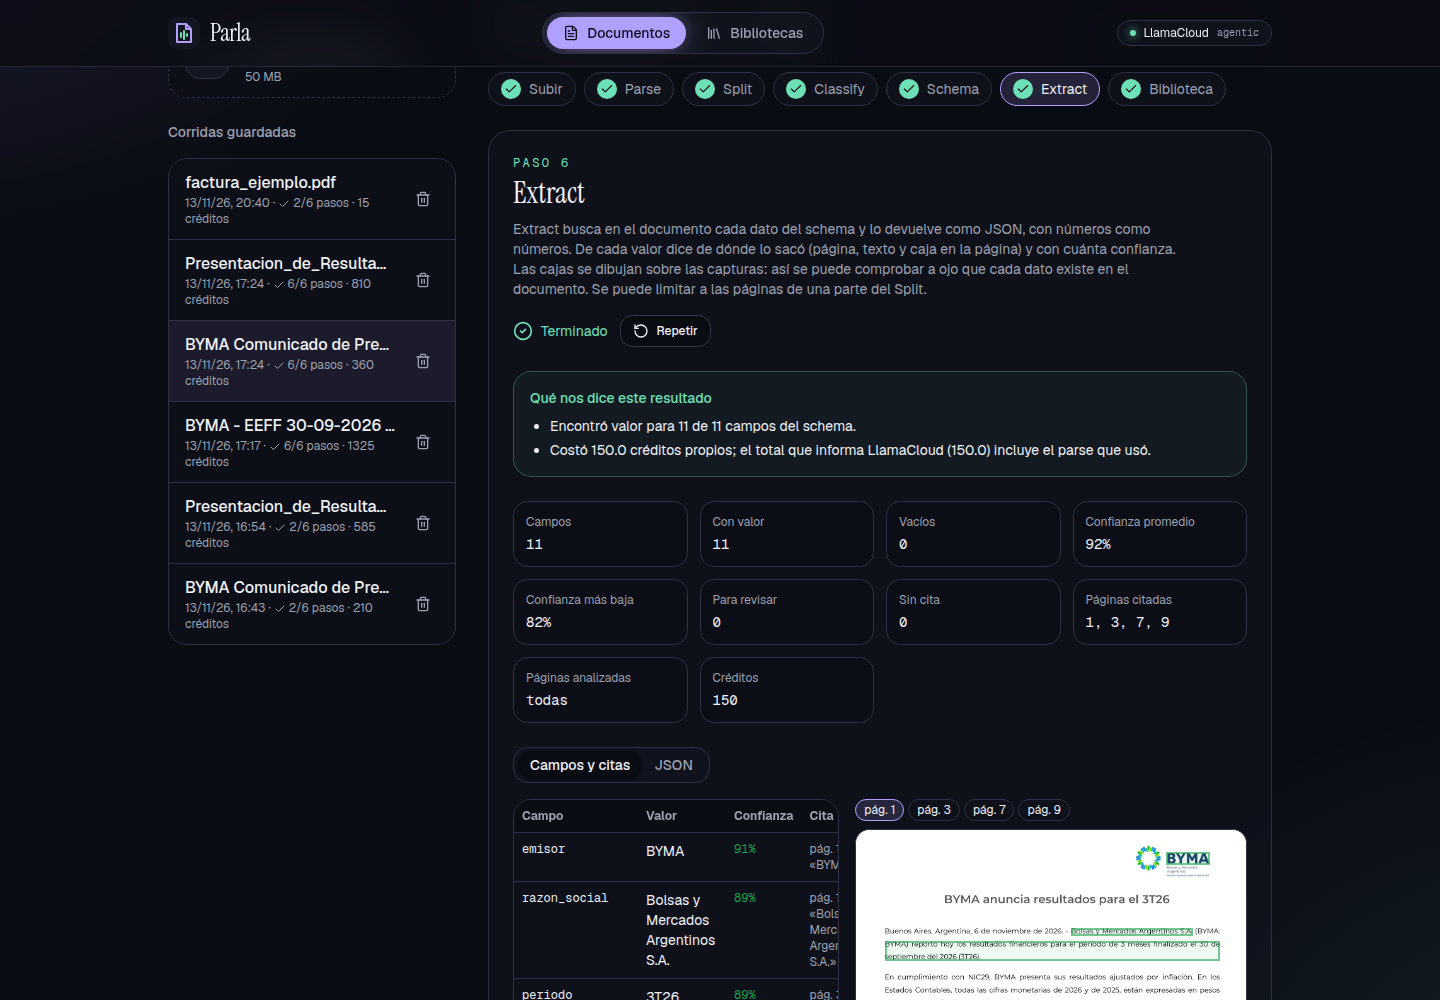 Parla
Documentos
Bibliotecas
LlamaCloud agentic
50 MB
Subir
Parse
Split
Classify
Schema
Extract
Biblioteca
Corridas guardadas
factura_ejemplo.pdf
13/11/26, 20:40 · ✓ 2/6 pasos · 15
créditos
Presentacion_de_Resulta...
13/11/26, 17:24 · ✓ 6/6 pasos · 810
créditos
BYMA Comunicado de Pre...
13/11/26, 17:24 · ✓ 6/6 pasos · 360
créditos
BYMA - EEFF 30-09-2026 ...
13/11/26, 17:17 · ✓ 6/6 pasos · 1325
créditos
Presentacion_de_Resulta...
13/11/26, 16:54 · ✓ 2/6 pasos · 585
créditos
BYMA Comunicado de Pre...
13/11/26, 16:43 · ✓ 2/6 pasos · 210
créditos
PASO 6
Extract
Extract busca en el documento cada dato del schema y lo devuelve como JSON, con números como
números. De cada valor dice de dónde lo sacó (página, texto y caja en la página) y con cuánta confianza.
Las cajas se dibujan sobre las capturas: así se puede comprobar a ojo que cada dato existe en el
documento. Se puede limitar a las páginas de una parte del Split.
Terminado
Repetir
Qué nos dice este resultado
• Encontró valor para 11 de 11 campos del schema.
• Costó 150.0 créditos propios; el total que informa LlamaCloud (150.0) incluye el parse que usó.
Campos
11
Con valor
11
Vacíos
0
Confianza promedio
92%
Confianza más baja
82%
Para revisar
0
Sin cita
0
Páginas citadas
1, 3, 7, 9
Páginas analizadas
todas
Créditos
150
Campos y citas
JSON
Campo Valor Confianza Cita
emisor BYMA 91% pág. 1
«BYM
razon_social
Bolsas y
Mercados
Argentinos
S.A.
89%
pág. 1
«Bols
Merc
Argen
S.A.»
periodo 3T26 89% pág. 3
pág. 1
pág. 3
pág. 7
pág. 9
BYMA
BYMA anuncia resultados para el 3T26
Buenos Aires, Argentina, 6 de noviembre de 2026. - Bolsas y Mercados Argentinos S.A. (BYMA:
BYMA) reportó hoy los resultados financieros para el período de 3 meses finalizado el 30 de
septiembre del 2026 (3T26).
En cumplimiento con NIC29, BYMA presenta sus resultados ajustados por inflación. En los
Estados Contables, todas las cifras monetarias de 2026 y de 2025, están expresadas en pesos